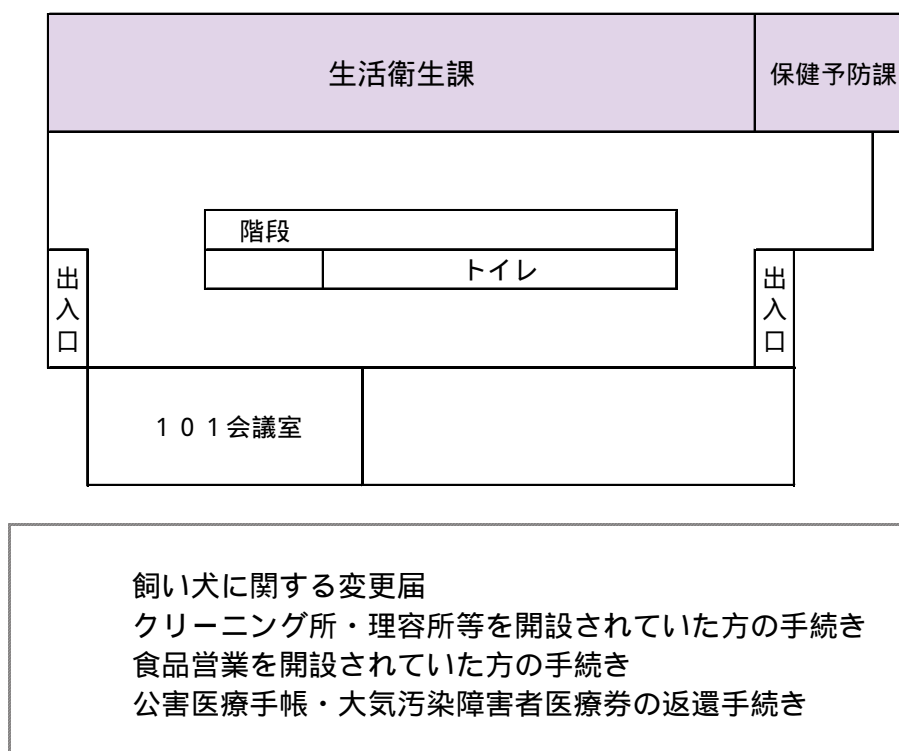 生活衛生課
保健予防課
階段
トイレ
出入口
出入口
１０１会議室
飼い犬に関する変更届
クリーニング所・理容所等を開設されていた方の手続き
食品営業を開設されていた方の手続き
公害医療手帳・大気汚染障害者医療券の返還手続き